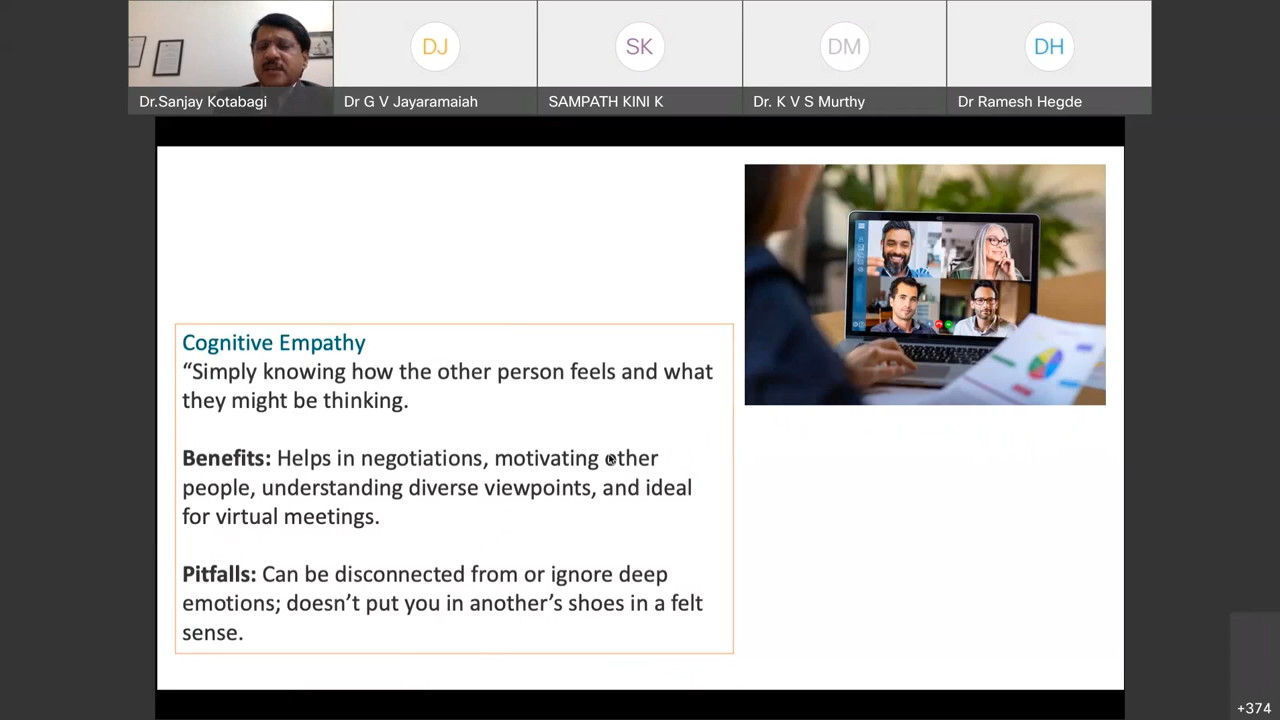 DJ
SK
DM
DH
Dr.Sanjay Kotabagi
Dr G V Jayaramaiah
SAMPATH KINI K
Dr. K V S Murthy
Dr Ramesh Hegde
Cognitive Empathy
“Simply knowing how the other person feels and what
they might be thinking.
Benefits: Helps in negotiations, motivating other
people, understanding diverse viewpoints, and ideal
for virtual meetings.
Pitfalls: Can be disconnected from or ignore deep
emotions; doesn’t put you in another’s shoes in a felt
sense.
+374